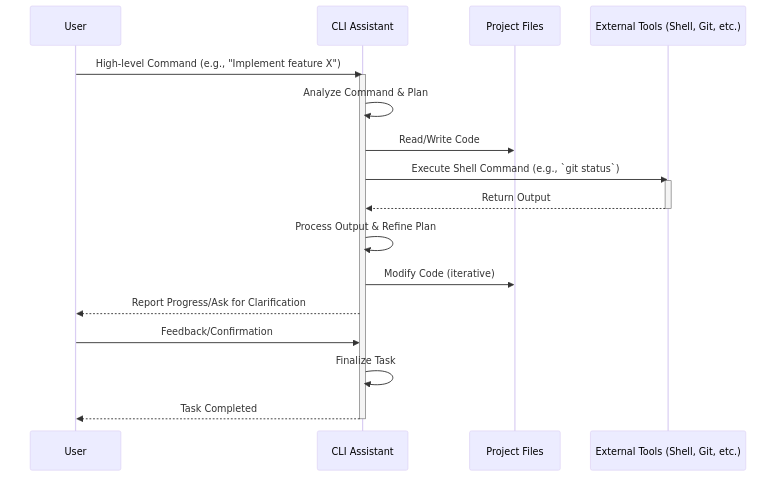 User
CLI Assistant
Project Files
External Tools (Shell, Git, etc.)
High-level Command (e.g., "Implement feature X")
Analyze Command & Plan
Read/Write Code
Execute Shell Command (e.g., `git status`)
Return Output
Process Output & Refine Plan
Modify Code (iterative)
Report Progress/Ask for Clarification
Feedback/Confirmation
Finalize Task
Task Completed
User
CLI Assistant
Project Files
External Tools (Shell, Git, etc.)